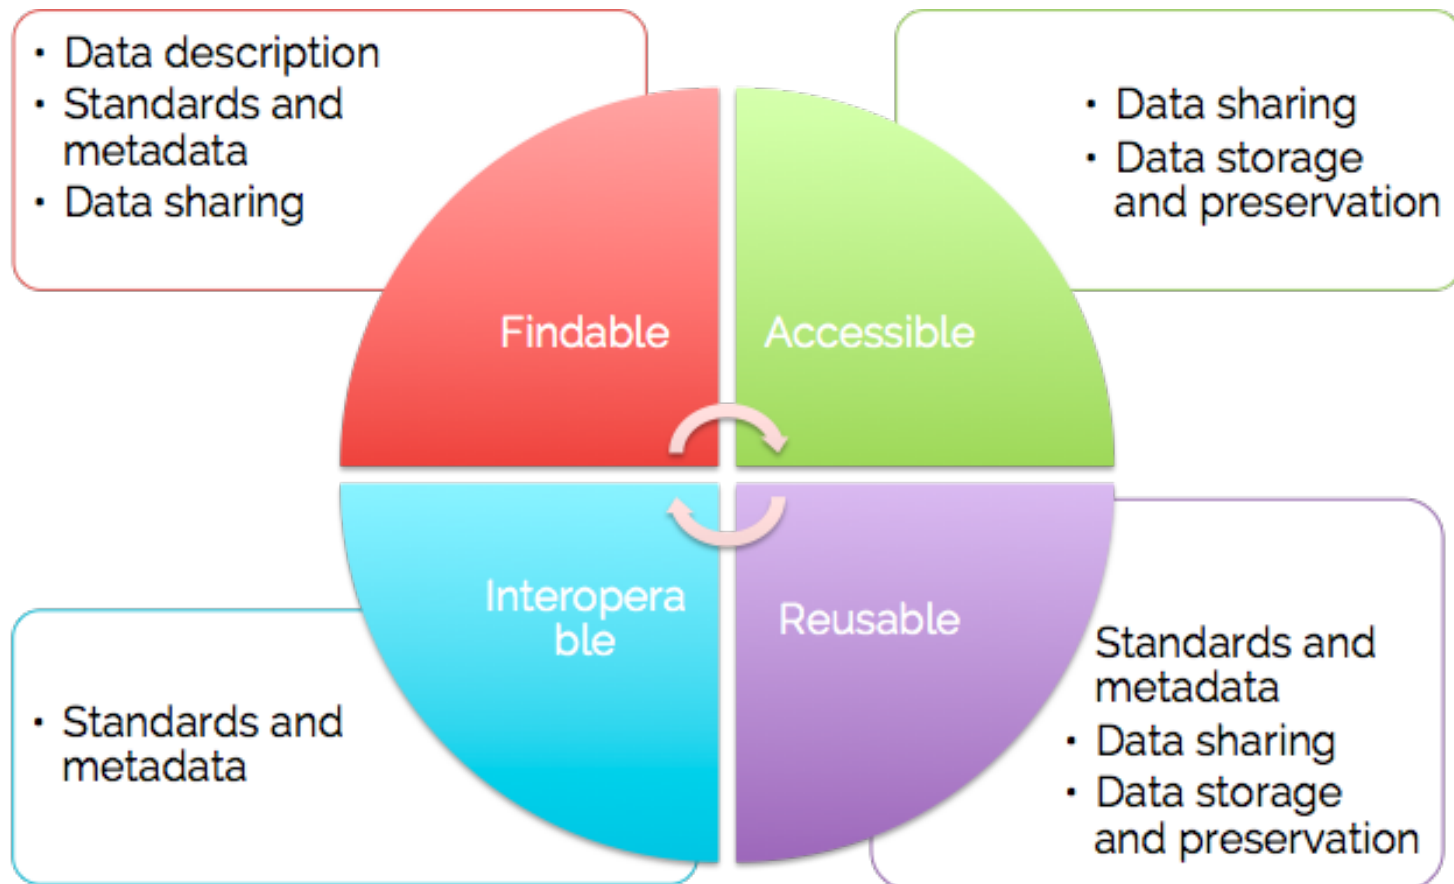 • Data description
• Standards and
metadata
• Data sharing
• Data sharing
• Data storage
and preservation
Findable
Accessible
Interopera
ble
Reusable
• Standards and
metadata
Standards and
metadata
• Data sharing
• Data storage
and preservation